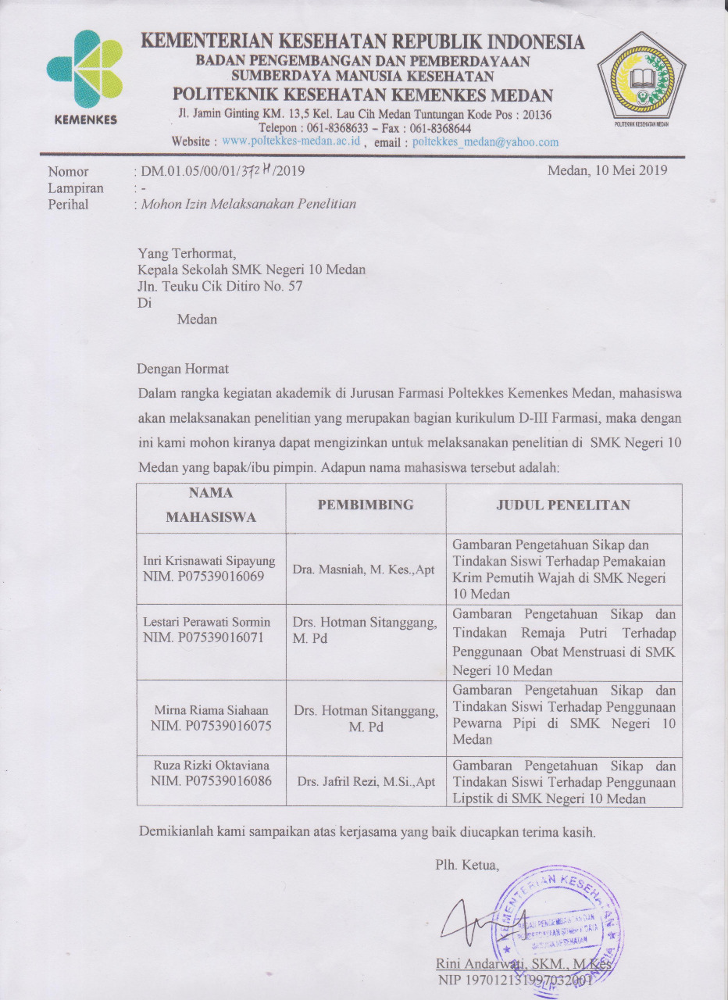 KEMENKES
KEMENTERIAN KESEHATAN REPUBLIK INDONESIA
BADAN PENGEMBANGAN DAN PEMBERDAYAAN
SUMBERDAYA MANUSIA KESEHATAN
POLITEKNIK KESEHATAN KEMENKES MEDAN
Jl. Jamin Ginting KM. 13,5 Kel. Lau Cih Medan Tuntungan Kode Pos : 20136
Telepon : 061-8368633 – Fax : 061-8368644
Website : www.poltekkes-medan.ac.id , email : poltekkes_medan@yahoo.com
POLITEKNIK KESEHATAN MEDAN
Nomor : DM.01.05/00/01/ /2019 Medan, 10 Mei 2019
Lampiran : -
Perihal : Mohon Izin Melaksanakan Penelitian
Yang Terhormat,
Kepala Sekolah SMK Negeri 10 Medan
Jln. Teuku Cik Ditiro No. 57
Di
Medan
Dengan Hormat
Dalam rangka kegiatan akademik di Jurusan Farmasi Poltekkes Kemenkes Medan, mahasiswa
akan melaksanakan penelitian yang merupakan bagian kurikulum D-III Farmasi, maka dengan
ini kami mohon kiranya dapat mengizinkan untuk melaksanakan penelitian di SMK Negeri 10
Medan yang bapak/ibu pimpin. Adapun nama mahasiswa tersebut adalah:
NAMA
MAHASISWA
PEMBIMBING
JUDUL PENELITAN
Inri Krisnawati Sipayung
NIM. P07539016069
Dra. Masniah, M. Kes.,Apt
Gambaran Pengetahuan Sikap dan
Tindakan Siswi Terhadap Pemakaian
Krim Pemutih Wajah di SMK Negeri
10 Medan
Lestari Perawati Sormin
NIM. P07539016071
Drs. Hotman Sitanggang,
M. Pd
Gambaran Pengetahuan Sikap dan
Tindakan Remaja Putri Terhadap
Penggunaan Obat Menstruasi di SMK
Negeri 10 Medan
Mirna Riama Siahaan
NIM. P07539016075
Drs. Hotman Sitanggang,
M. Pd
Gambaran Pengetahuan Sikap dan
Tindakan Siswi Terhadap Penggunaan
Pewarna Pipi di SMK Negeri 10
Medan
Ruza Rizki Oktaviana
NIM. P07539016086
Drs. Jafril Rezi, M.Si.,Apt
Gambaran Pengetahuan Sikap dan
Tindakan Siswi Terhadap Penggunaan
Lipstik di SMK Negeri 10 Medan
Demikianlah kami sampaikan atas kerjasama yang baik diucapkan terima kasih.
Plh. Ketua,
KEMENTERIAN KESEHATAN
BADAN PENGEMBANGAN DAN
PEMBERDAYAAN SUMBER DAYA
MANUSIA KESEHATAN
REPUBLIK INDONESIA
Rini Andarwati, SKM., M.Kes
NIP 197012131997032001